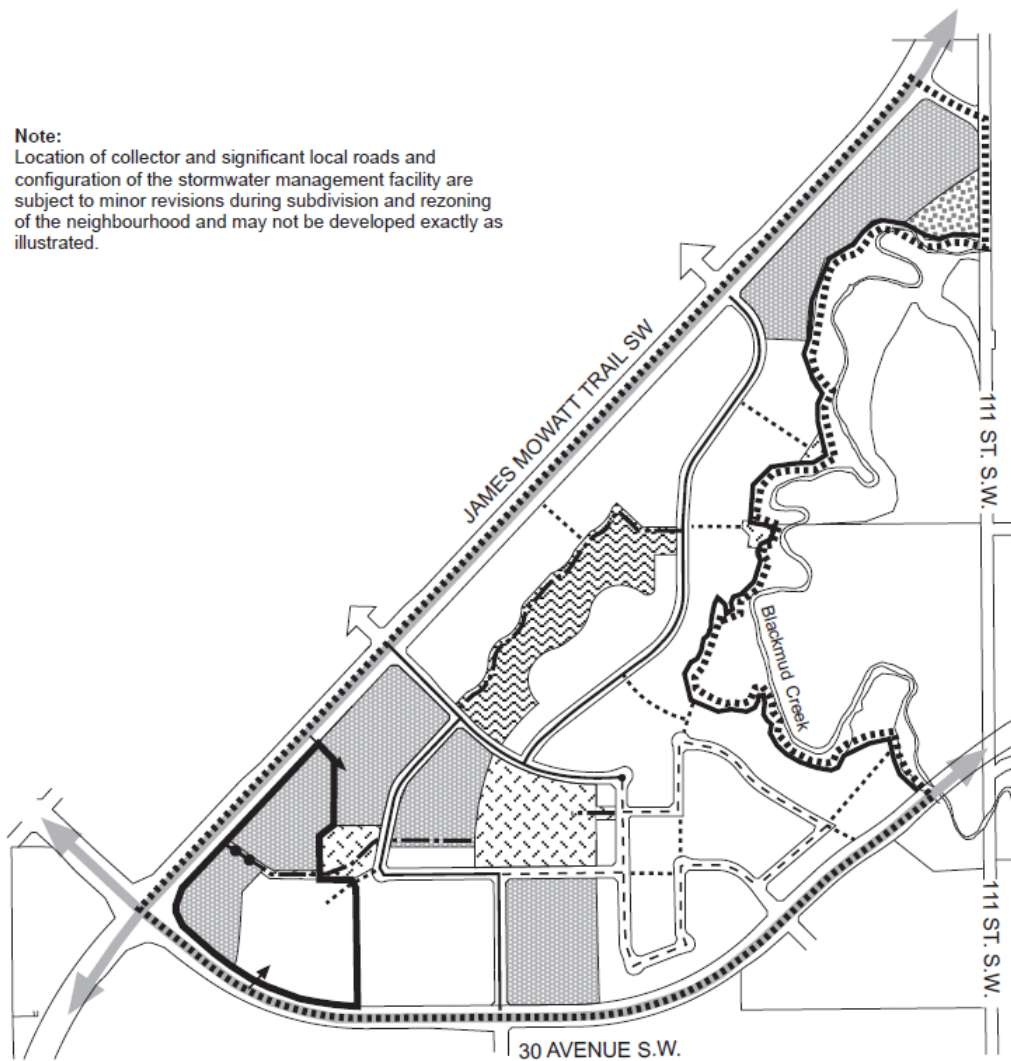 Note:
Location of collector and significant local roads and
configuration of the stormwater management facility are
subject to minor revisions during subdivision and rezoning
of the neighbourhood and may not be developed exactly as
illustrated.
JAMES MOWATT TRAIL SW
111 ST. S.W.
Blackmud Creek
111 ST. S.W.
30 AVENUE S.W.